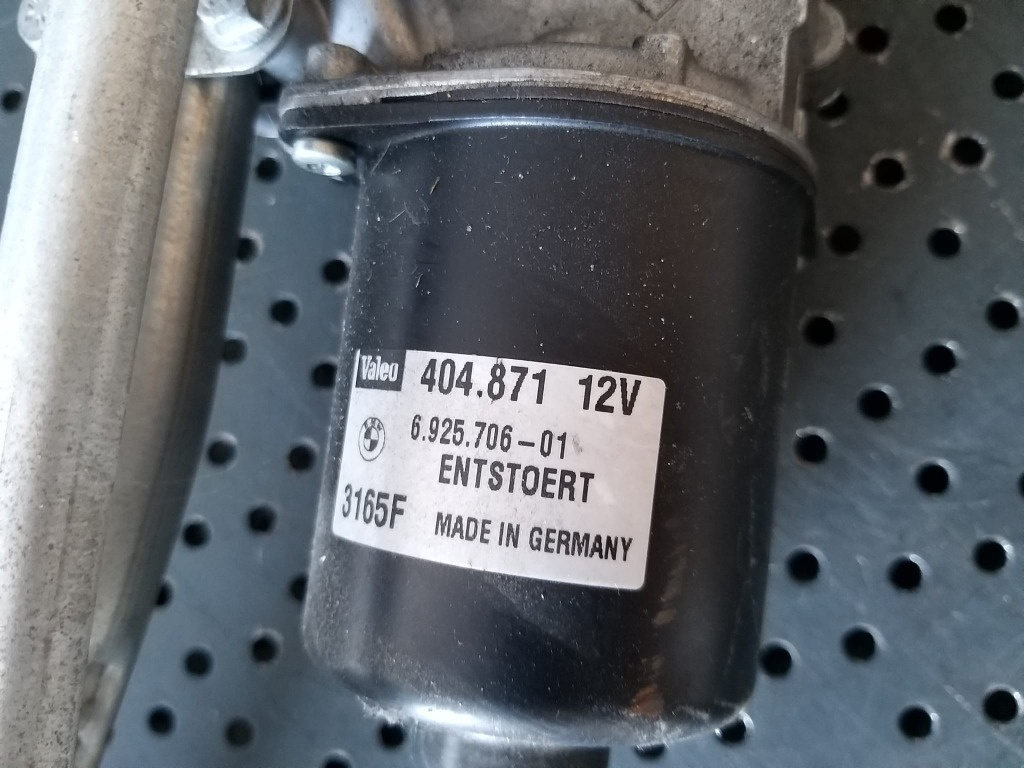 Valeo 404.871 12V
6.925.706-01
ENTSTOERT
3165F MADE IN GERMANY